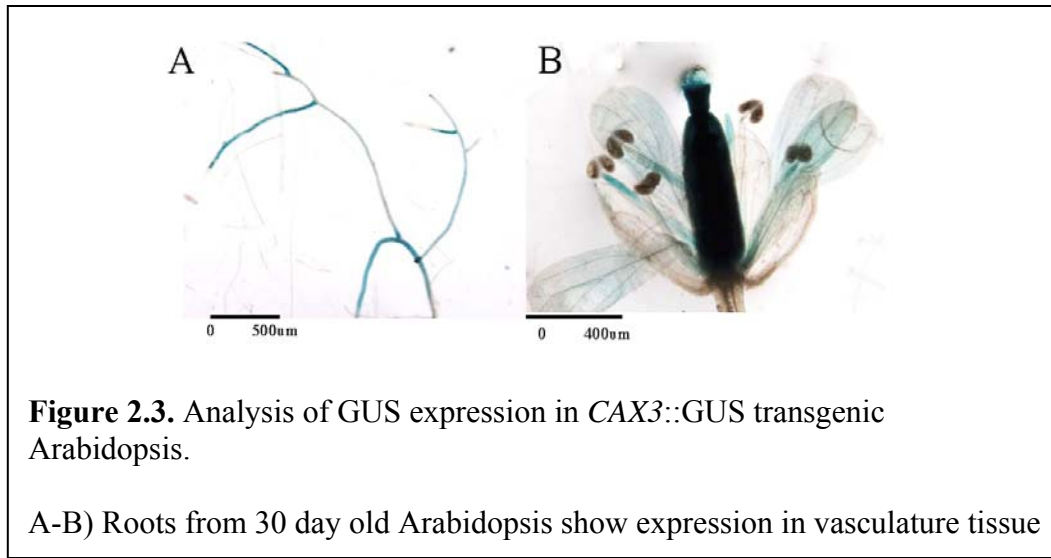 A
B
0 500um
0 400um
Figure 2.3. Analysis of GUS expression in CAX3::GUS transgenic
Arabidopsis.
A-B) Roots from 30 day old Arabidopsis show expression in vasculature tissue